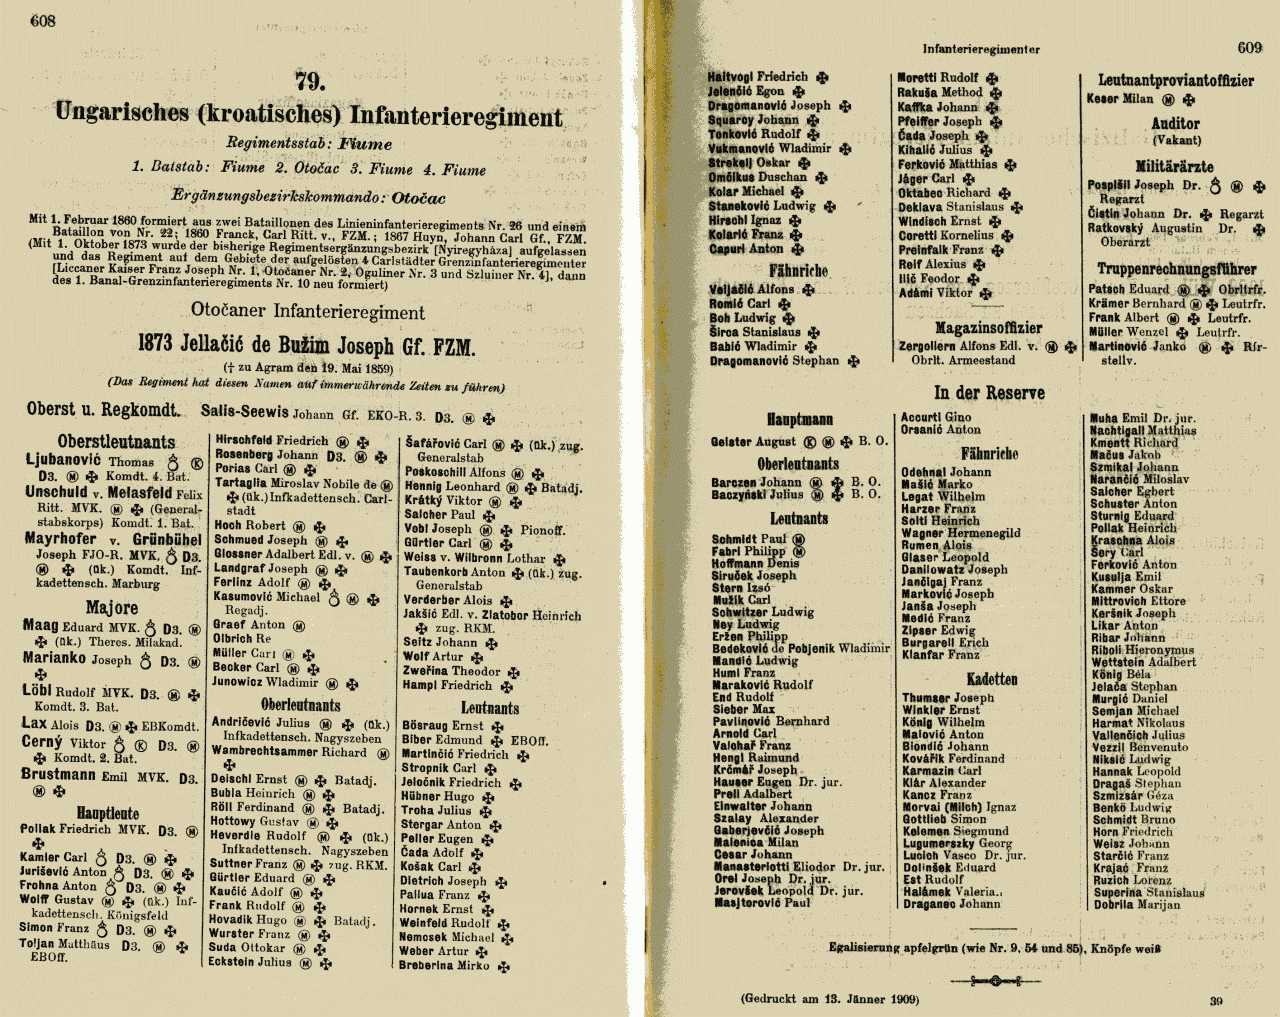 608
79.
Ungarisches (kroatisches) Infanterieregiment
Regimentsstab: Fiume
1. Batstab: Fiume 2. Otočac 3. Fiume 4. Fiume
Ergänzungsbezirkskommando: Otočac
Mit 1. Februar 1860 formiert aus zwei Bataillonen des Linieninfanterieregiments Nr. 26 und einem
Bataillon von Nr. 22; 1860 Franck, Carl Ritt. v., FZM.; 1867 Huyn, Johann Carl Gf., FZM.
(Mit 1. Oktober 1873 wurde der bisherige Regimentsergänzungsbezirk [Nyiregyháza] aufgelassen
und das Regiment auf dem Gebiete der aufgelösten 4 Carlstädter Grenzinfanterieregimenter
[Liccaner Kaiser Franz Joseph Nr. 1, Otočaner Nr. 2, Oguliner Nr. 3 und Szluiner Nr. 4], dann
des 1. Banal-Grenzinfanterieregiments Nr. 10 neu formiert)
Otočaner Infanterieregiment
1873 Jellačić de Bužim Joseph Gf. FZM.
(† zu Agram den 19. Mai 1859)
(Das Regiment hat diesen Namen auf immerwährende Zeiten zu führen)
Oberst u. Regkomdt. Salis-Seewis Johann Gf. EKO-R. 3. D3. Ⓜ ✠
Oberstleutnants
Ljubanović Thomas Ⓚ
D3. Ⓜ ✠ Komdt. 4. Bat.
Unschuld v. Melasfeld Felix
Ritt. MVK. Ⓜ ✠ (General-
stabskorps) Komdt. 1. Bat.
Mayrhofer v. Grünbühel
Joseph FJO-R. MVK. D3.
Ⓜ ✠ (ük.) Komdt. Inf-
kadettensch. Marburg
Majore
Maag Eduard MVK. D3. Ⓜ
✠ (ük.) Theres. Milakad.
Marianko Joseph D3. Ⓜ
✠
Löbl Rudolf MVK. D3. Ⓜ ✠
Komdt. 3. Bat.
Lax Alois D3. Ⓜ ✠ EBKomdt.
Černý Viktor Ⓚ D3. Ⓜ
✠ Komdt. 2. Bat.
Brustmann Emil MVK. D3.
Ⓜ ✠
Hauptleute
Pollak Friedrich MVK. D3. Ⓜ
✠
Kamler Carl D3. Ⓜ ✠
Jurišević Anton D3. Ⓜ ✠
Frohna Anton D3. Ⓜ ✠
Wolff Gustav Ⓜ ✠ (ük.) Inf-
kadettensch. Königsfeld
Simon Franz D3. Ⓜ ✠
Toljan Matthäus D3. Ⓜ ✠
EBOff.
Hirschfeld Friedrich Ⓜ ✠
Rosenberg Johann D3. Ⓜ ✠
Porias Carl Ⓜ ✠
Tartaglia Miroslav Nobile de Ⓜ
✠ (ük.) Infkadettensch. Carl-
stadt
Hoch Robert Ⓜ ✠
Schmued Joseph Ⓜ ✠
Glossner Adalbert Edl. v. Ⓜ ✠
Landgraf Joseph Ⓜ ✠
Ferlinz Adolf Ⓜ ✠
Kasumović Michael Ⓜ ✠
Regadj.
Graef Anton Ⓜ
Olbrich Re
Müller Carl Ⓜ ✠
Becker Carl Ⓜ ✠
Junowicz Wladimir Ⓜ ✠
Oberleutnants
Andričević Julius Ⓜ ✠ (ük.)
Infkadettensch. Nagyszeben
Wambrechtsammer Richard Ⓜ
✠
Deischl Ernst Ⓜ ✠ Batadj.
Bubla Heinrich Ⓜ ✠
Röll Ferdinand Ⓜ ✠ Batadj.
Hottowy Gustav Ⓜ ✠
Heverdle Rudolf Ⓜ ✠ (ük.)
Infkadettensch. Nagyszeben
Suttner Franz Ⓜ ✠ zug. RKM.
Gürtler Eduard Ⓜ ✠
Kaučić Adolf Ⓜ ✠
Frank Rudolf Ⓜ ✠
Hovadik Hugo Ⓜ ✠ Batadj.
Wurster Franz Ⓜ ✠
Suda Ottokar Ⓜ ✠
Eckstein Julius Ⓜ ✠
Šafářović Carl Ⓜ ✠ (ük.) zug.
Generalstab
Poskoschill Alfons Ⓜ ✠
Hennig Leonhard Ⓜ ✠ Batadj.
Krátký Viktor Ⓜ ✠
Salcher Paul ✠
Vobl Joseph Ⓜ ✠ Pionoff.
Gürtler Carl Ⓜ ✠
Weiss v. Wilbronn Lothar ✠
Taubenkorb Anton ✠ (ük.) zug.
Generalstab
Verderber Alois ✠
Jakšić Edl. v. Zlatobor Heinrich
✠ zug. RKM.
Seitz Johann ✠
Wolf Artur ✠
Zweřina Theodor ✠
Hampl Friedrich ✠
Leutnants
Bösraug Ernst ✠
Biber Edmund ✠ EBOff.
Martinčić Friedrich ✠
Stropnik Carl ✠
Jeločnik Friedrich ✠
Hübner Hugo ✠
Troha Julius ✠
Stergar Anton ✠
Peller Eugen ✠
Čada Adolf ✠
Košak Carl ✠
Dietrich Joseph ✠
Pallua Franz ✠
Hornek Ernst ✠
Weinfeld Rudolf ✠
Nemcsek Michael ✠
Weber Artur ✠
Breberina Mirko ✠
Infanterieregimenter
609
Haltvogl Friedrich ✠
Jelenčić Egon ✠
Dragomanović Joseph ✠
Squarcy Johann ✠
Tonković Rudolf ✠
Vukmanović Wladimir ✠
Strekelj Oskar ✠
Omčikus Duschan ✠
Kolar Michael ✠
Staneković Ludwig ✠
Hirschl Ignaz ✠
Kolarić Franz ✠
Capuri Anton ✠
Fähnriche
Veljačić Alfons ✠
Romić Carl ✠
Boh Ludwig ✠
Širca Stanislaus ✠
Babić Wladimir ✠
Dragomanović Stephan ✠
Moretti Rudolf ✠
Rakuša Method ✠
Kaffka Johann ✠
Pfeiffer Joseph ✠
Čada Joseph ✠
Kihalić Julius ✠
Ferković Matthias ✠
Jäger Carl ✠
Oktabec Richard ✠
Deklava Stanislaus ✠
Windisch Ernst ✠
Coretti Kornelius ✠
Preinfalk Franz ✠
Relf Alexius ✠
Ilić Feodor ✠
Adámi Viktor ✠
Magazinsoffizier
Zergollern Alfons Edl. v. Ⓜ ✠
Obrlt. Armeestand
Leutnantproviantoffizier
Keser Milan Ⓜ ✠
Auditor
(Vakant)
Militärärzte
Pospíšil Joseph Dr. Ⓜ ✠
Regarzt
Čistin Johann Dr. ✠ Regarzt
Ratkovský Augustin Dr. ✠
Oberarzt
Truppenrechnungsführer
Patsch Eduard Ⓜ ✠ Obrltrfr.
Krämer Bernhard Ⓜ ✠ Leutrfr.
Frank Albert Ⓜ ✠ Leutrfr.
Müller Wenzel ✠ Leutrfr.
Martinović Janko Ⓜ ✠ Rfr-
stellv.
In der Reserve
Hauptmann
Geister August Ⓚ Ⓜ ✠ B. O.
Oberleutnants
Barczen Johann Ⓜ ✠ B. O.
Baczyński Julius Ⓜ ✠ B. O.
Leutnants
Schmidt Paul Ⓜ
Fabri Philipp Ⓜ
Hoffmann Denis
Siruček Joseph
Stern Izsó
Mužik Carl
Schwitzer Ludwig
Ney Ludwig
Eržen Philipp
Bedeković de Pobjenik Wladimir
Mandić Ludwig
Huml Franz
Maraković Rudolf
End Rudolf
Sieber Max
Pavlinović Bernhard
Arnold Carl
Valchař Franz
Hengl Raimund
Krčmář Joseph
Hauser Eugen Dr. jur.
Prell Adalbert
Einwalter Johann
Szalay Alexander
Gaberjevčić Joseph
Malenica Milan
Cesar Johann
Manasteriotti Eliodor Dr. jur.
Orel Joseph Dr. jur.
Jerovšek Leopold Dr. jur.
Masjtorović Paul
Accurti Gino
Orsanić Anton
Fähnriche
Odehnal Johann
Mašić Marko
Legat Wilhelm
Harzer Franz
Solti Heinrich
Wagner Hermenegild
Rumen Alois
Glaser Leopold
Danilowatz Joseph
Jančigaj Franz
Marković Joseph
Janša Joseph
Medić Franz
Zipser Edwig
Burgarell Erich
Klanfar Franz
Kadetten
Thumser Joseph
Winkler Ernst
König Wilhelm
Malović Anton
Biondić Johann
Kovářik Ferdinand
Karmazin Carl
Klár Alexander
Kancz Franz
Morvai (Milch) Ignaz
Gottlieb Simon
Kelemen Siegmund
Lugumerszky Georg
Lucich Vasco Dr. jur.
Dolinšek Eduard
Est Rudolf
Halámek Valerian
Draganec Johann
Muha Emil Dr. jur.
Nachtigall Matthias
Kmentt Richard
Mačus Jakob
Szmikal Johann
Narančić Miloslav
Salcher Egbert
Schuster Anton
Sturnig Eduard
Pollak Heinrich
Kraschna Alois
Šery Carl
Ferković Anton
Kusulja Emil
Kammer Oskar
Mittrovich Ettore
Keršnik Joseph
Likar Anton
Ribar Johann
Riboli Hieronymus
Wettstein Adalbert
König Béla
Jelača Stephan
Murgić Daniel
Semjan Michael
Harmat Nikolaus
Vallenčich Julius
Vezzil Benvenuto
Nikšić Ludwig
Hannak Leopold
Dragaš Stephan
Szmizsár Géza
Benkö Ludwig
Schmidt Bruno
Horn Friedrich
Weisz Johann
Starčić Franz
Krajač Franz
Ruzich Lorenz
Superina Stanislaus
Dobrila Marijan
Egalisierung apfelgrün (wie Nr. 9, 54 und 85), Knöpfe weiß
(Gedruckt am 13. Jänner 1909)
39